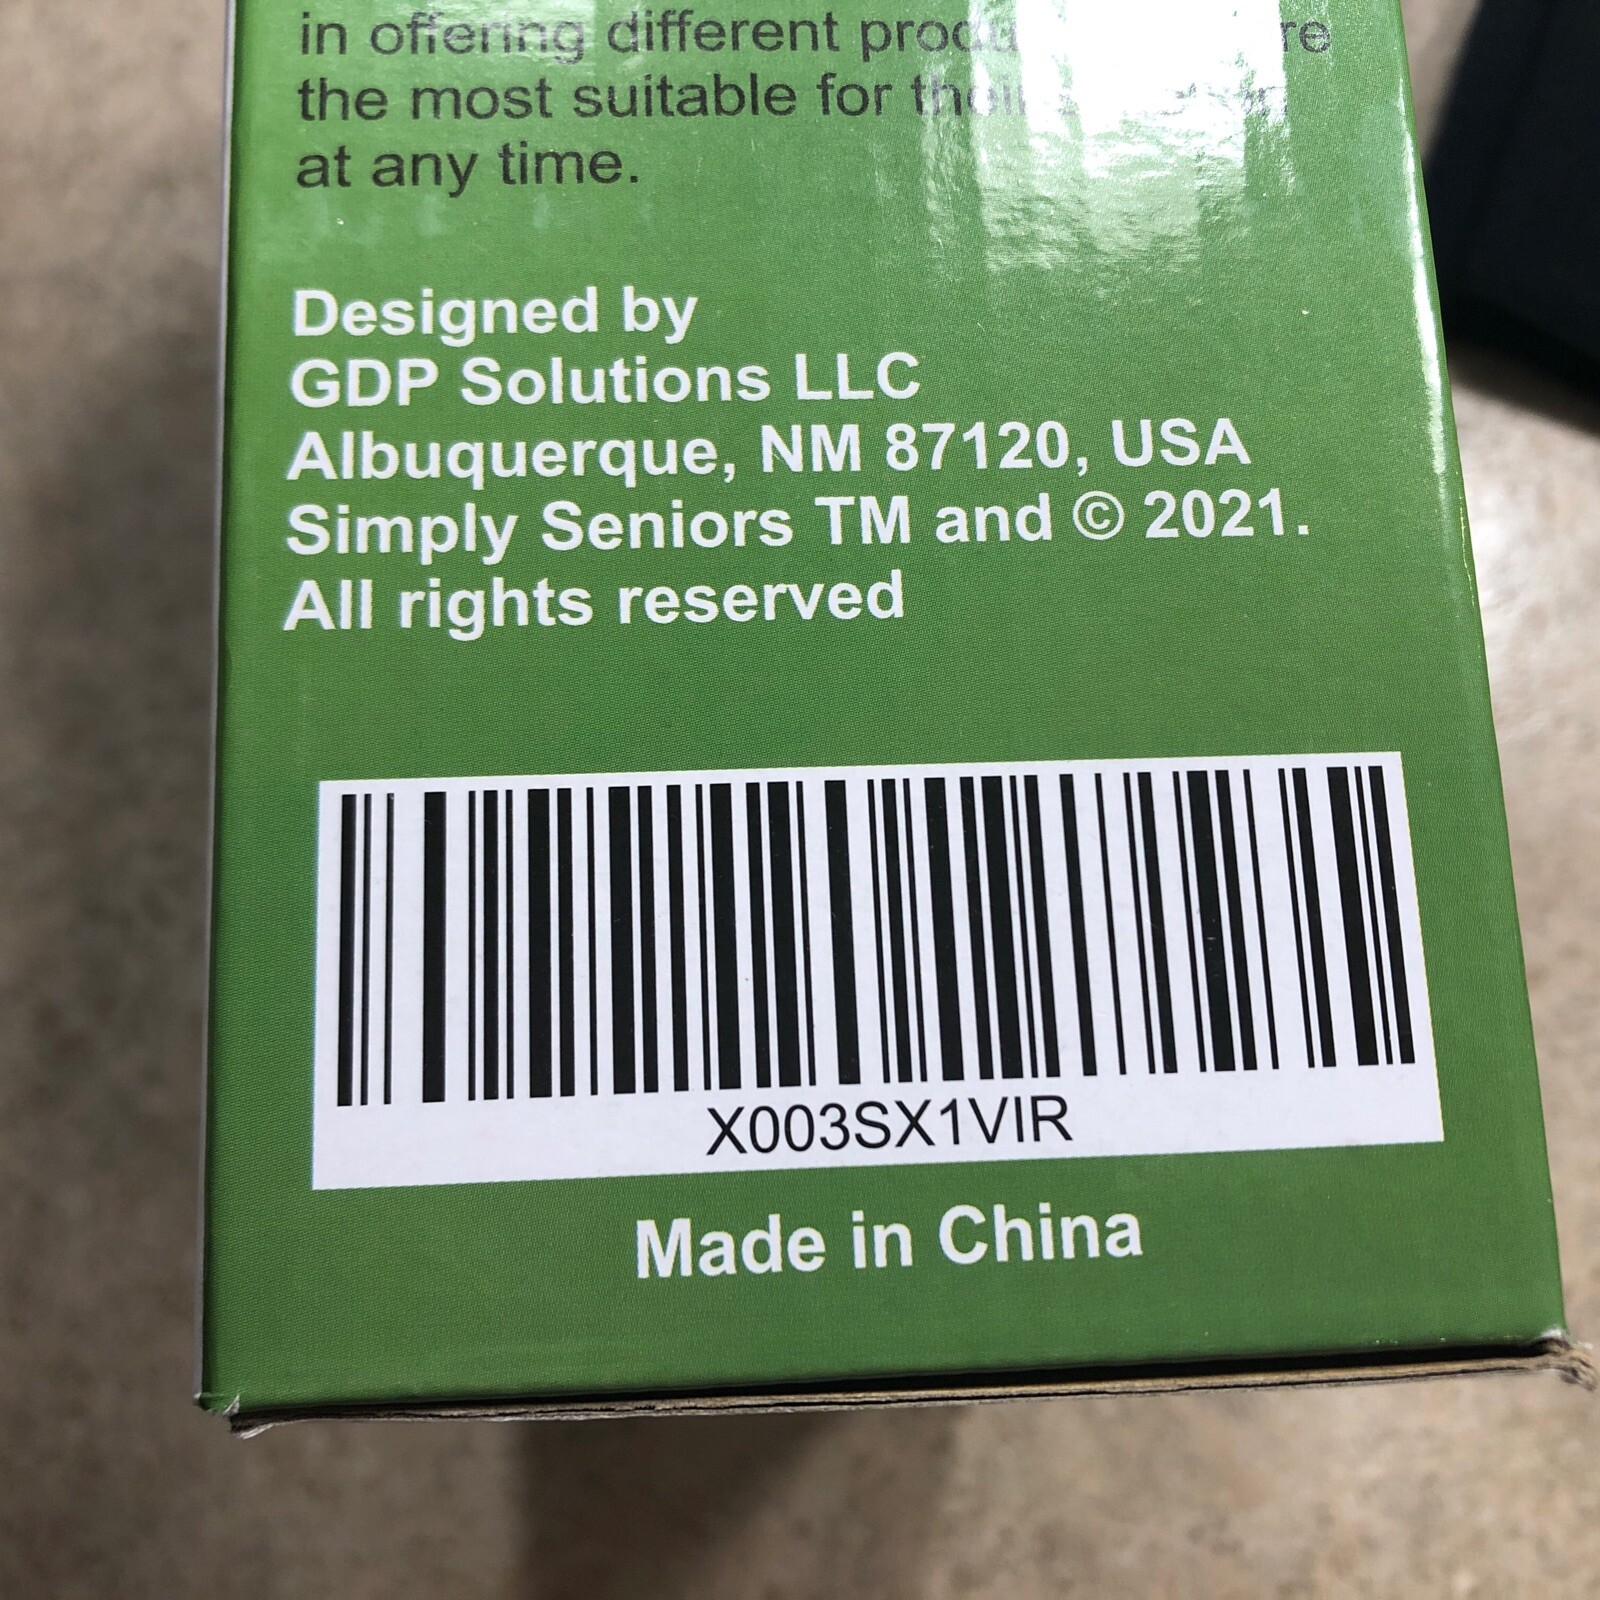 in offering different
the most suitable for
at any time.
Designed by
GDP Solutions LLC
Albuquerque, NM 87120, USA
Simply Seniors TM and © 2021.
All rights reserved
X003SX1VIR
Made in China